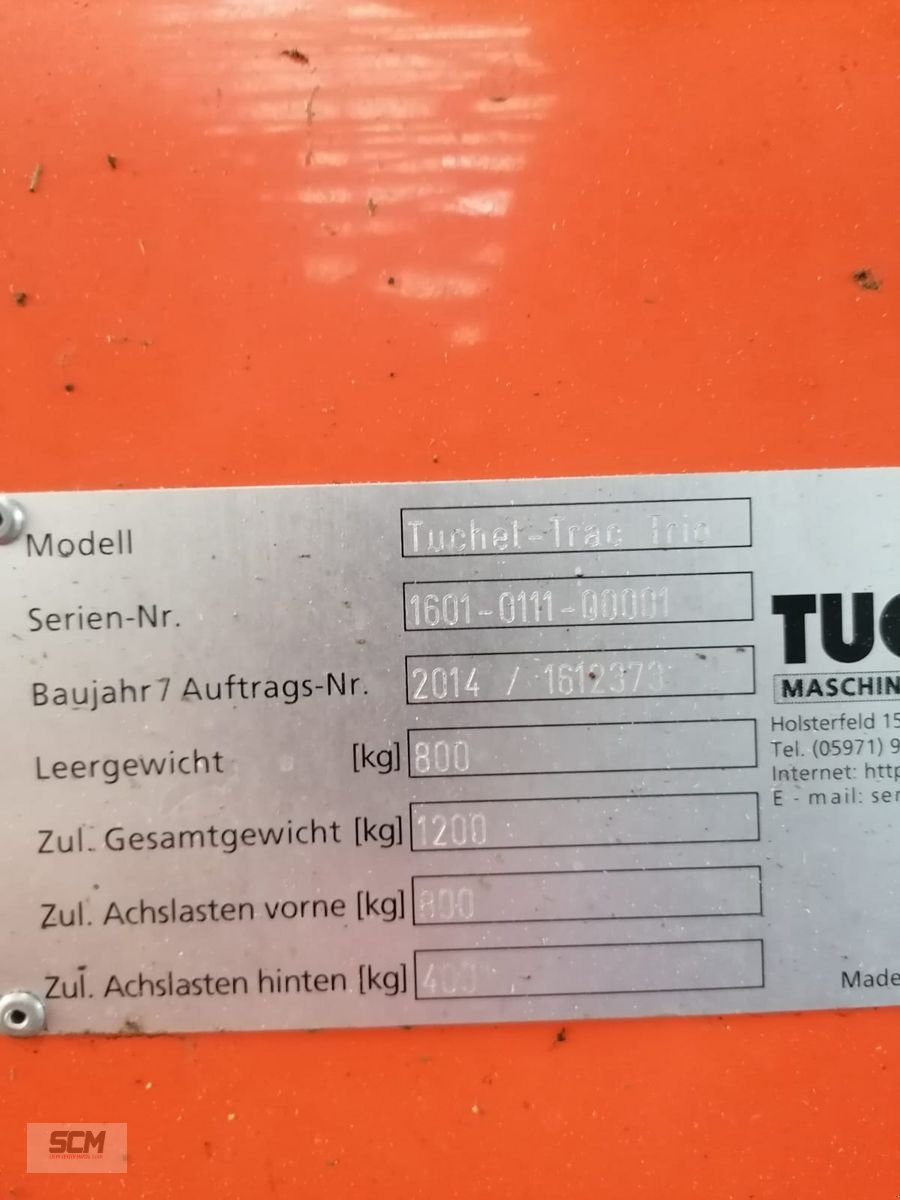 Modell Tuchel-Trac Trio
Serien-Nr. 1601-0111-00001
Baujahr / Auftrags-Nr. 2014 / 1612373
Leergewicht [kg] 800
Zul. Gesamtgewicht [kg] 1200
Zul. Achslasten vorne [kg] 800
Zul. Achslasten hinten [kg] 400
TUC
MASCHIN
Holsterfeld 15
Tel. (05971) 9
Internet: http
E - mail: ser
Made
SCM